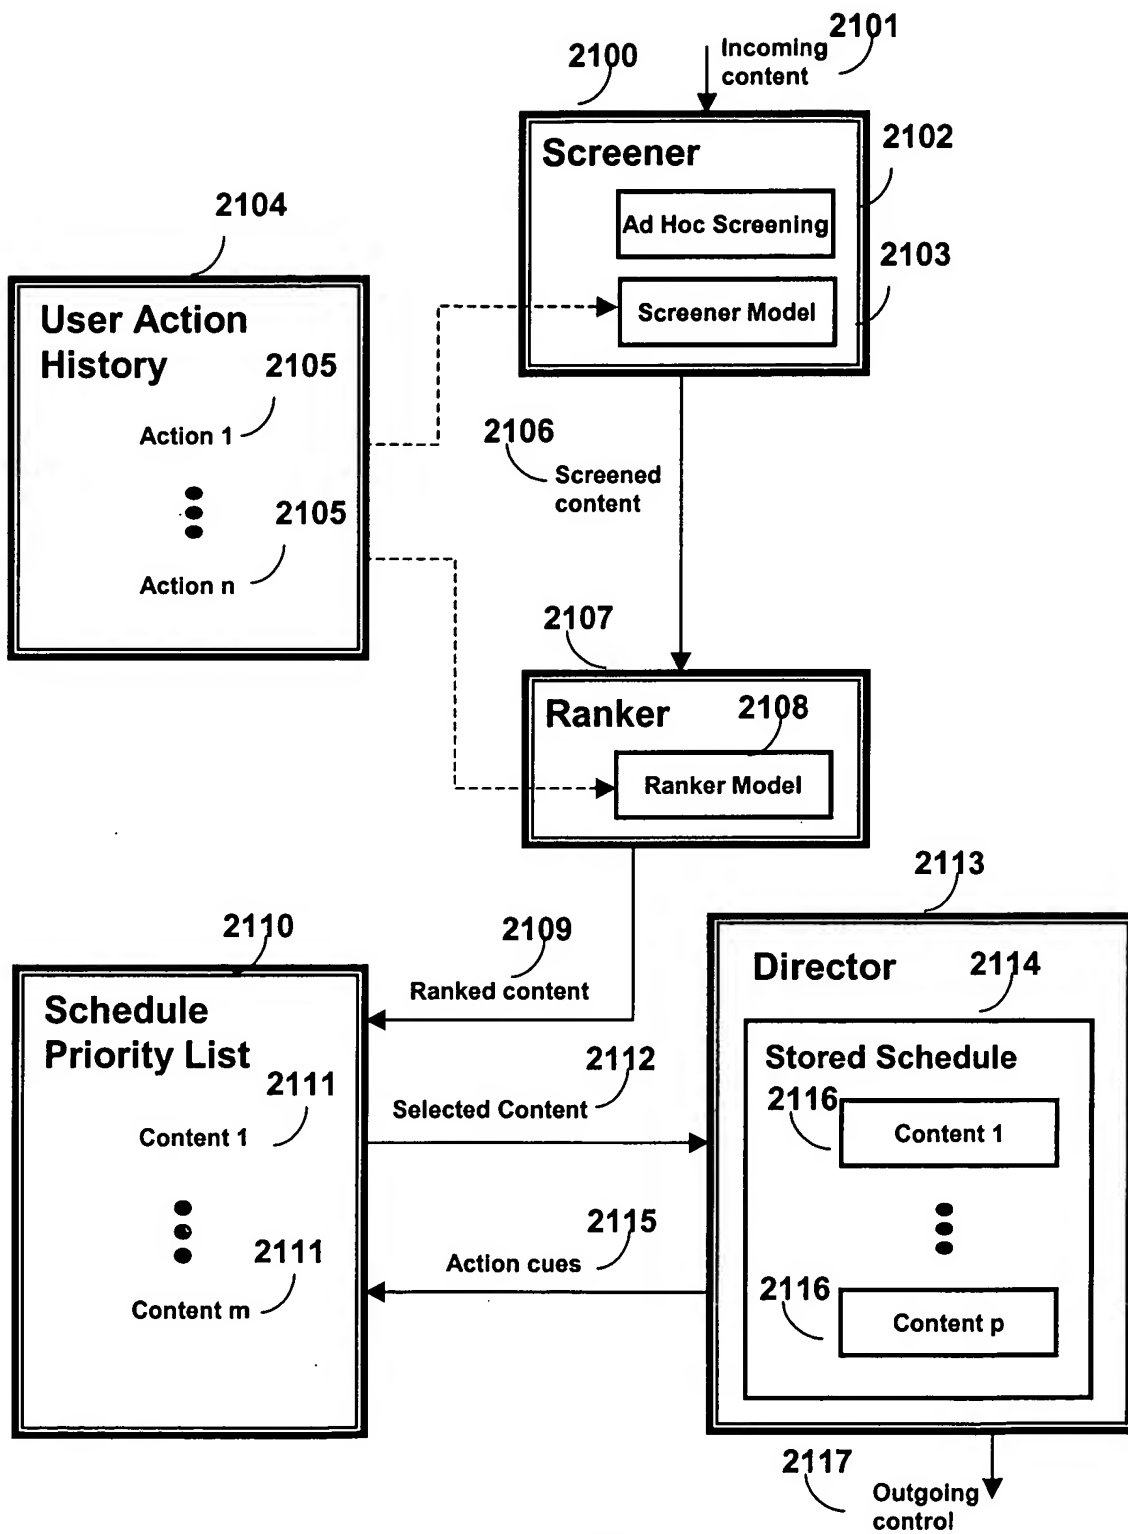 2101
Incoming
content
2100
Screener
2102
Ad Hoc Screening
2103
Screener Model
2104
User Action
History
2105
Action 1
2105
Action n
2106
Screened
content
2107
Ranker
2108
Ranker Model
2109
Ranked content
2110
Schedule
Priority List
2111
Content 1
2111
Content m
2112
Selected Content
2115
Action cues
2113
Director
2114
Stored Schedule
2116
Content 1
2116
Content p
2117
Outgoing
control